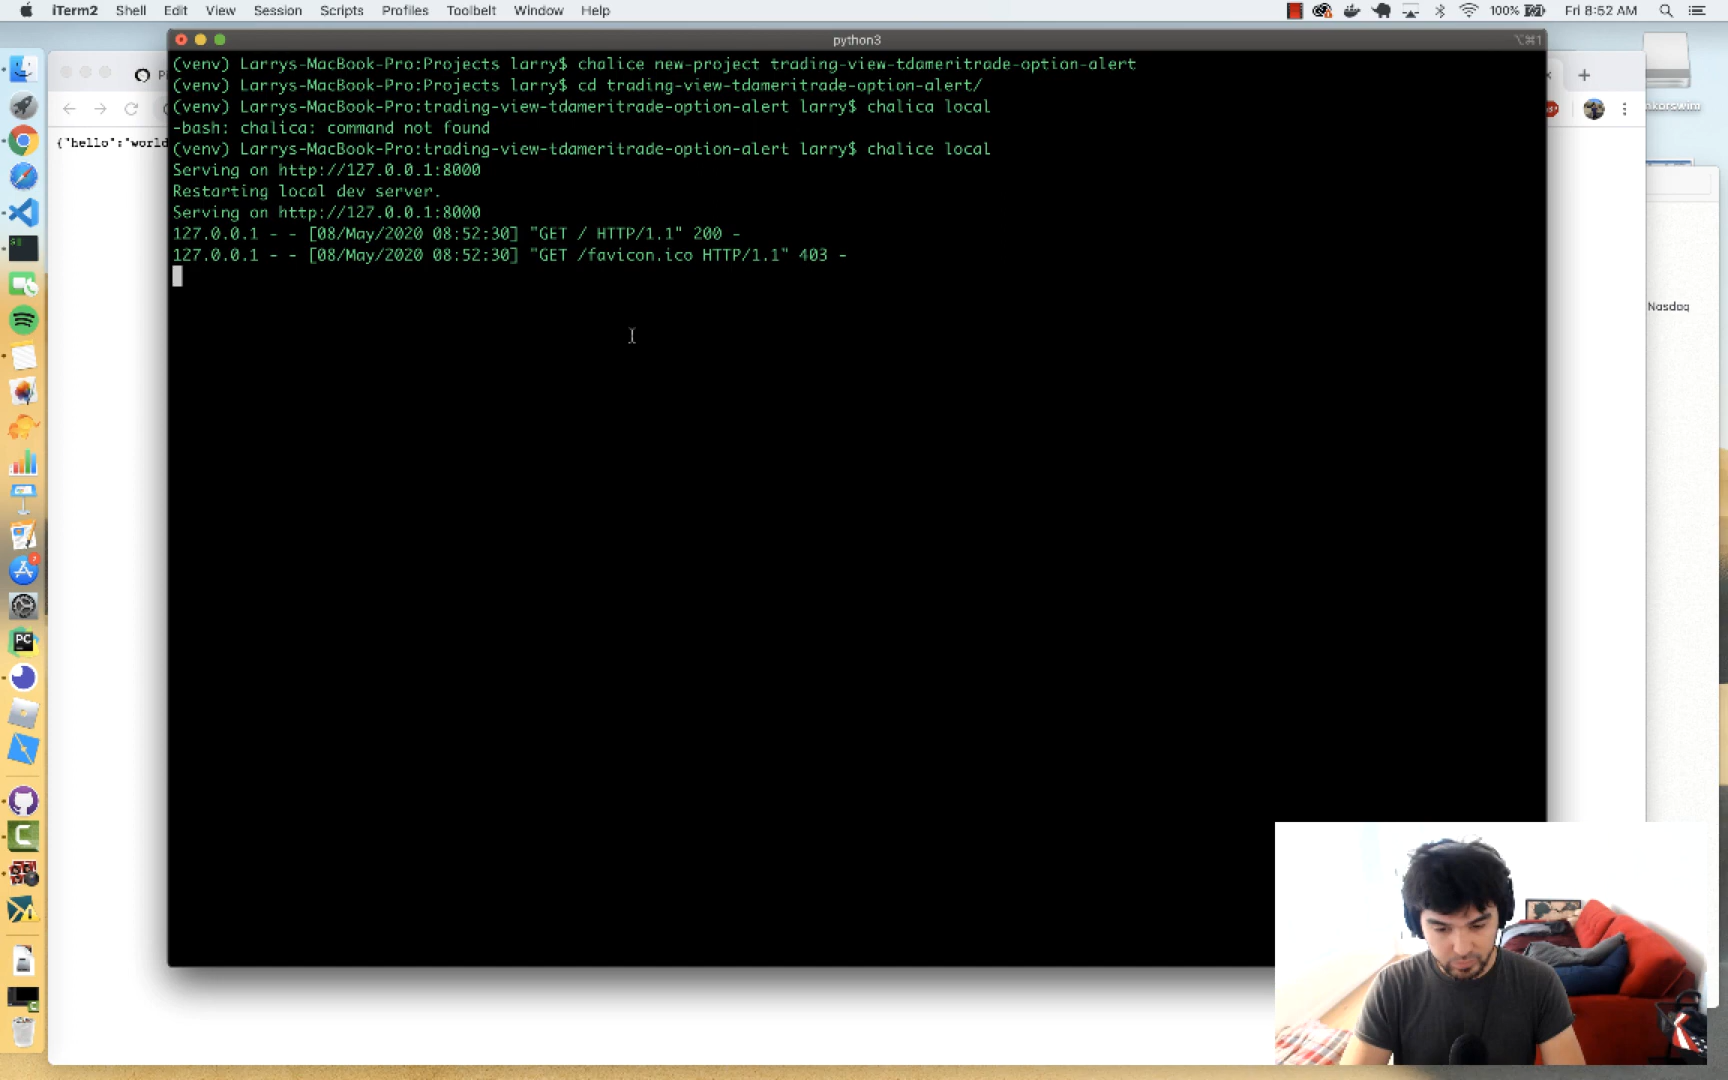 iTerm2 Shell Edit View Session Scripts Profiles Toolbelt Window Help 100% Fri 8:52 AM
python3
⌥⌘1
(venv) Larrys-MacBook-Pro:Projects larry$ chalice new-project trading-view-tdameritrade-option-alert
(venv) Larrys-MacBook-Pro:Projects larry$ cd trading-view-tdameritrade-option-alert/
(venv) Larrys-MacBook-Pro:trading-view-tdameritrade-option-alert larry$ chalica local
-bash: chalica: command not found
(venv) Larrys-MacBook-Pro:trading-view-tdameritrade-option-alert larry$ chalice local
Serving on http://127.0.0.1:8000
Restarting local dev server.
Serving on http://127.0.0.1:8000
127.0.0.1 - - [08/May/2020 08:52:30] "GET / HTTP/1.1" 200 -
127.0.0.1 - - [08/May/2020 08:52:30] "GET /favicon.ico HTTP/1.1" 403 -
{"hello":"world
Nasdaq
PC